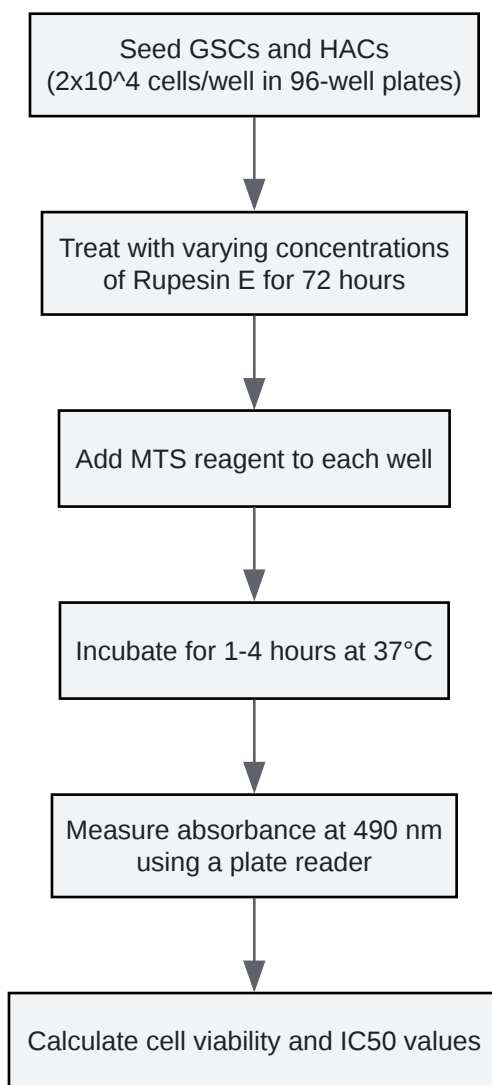 Seed GSCs and HACs
(2x10^4 cells/well in 96-well plates)
Treat with varying concentrations
of Rupesin E for 72 hours
Add MTS reagent to each well
Incubate for 1-4 hours at 37°C
Measure absorbance at 490 nm
using a plate reader
Calculate cell viability and IC50 values